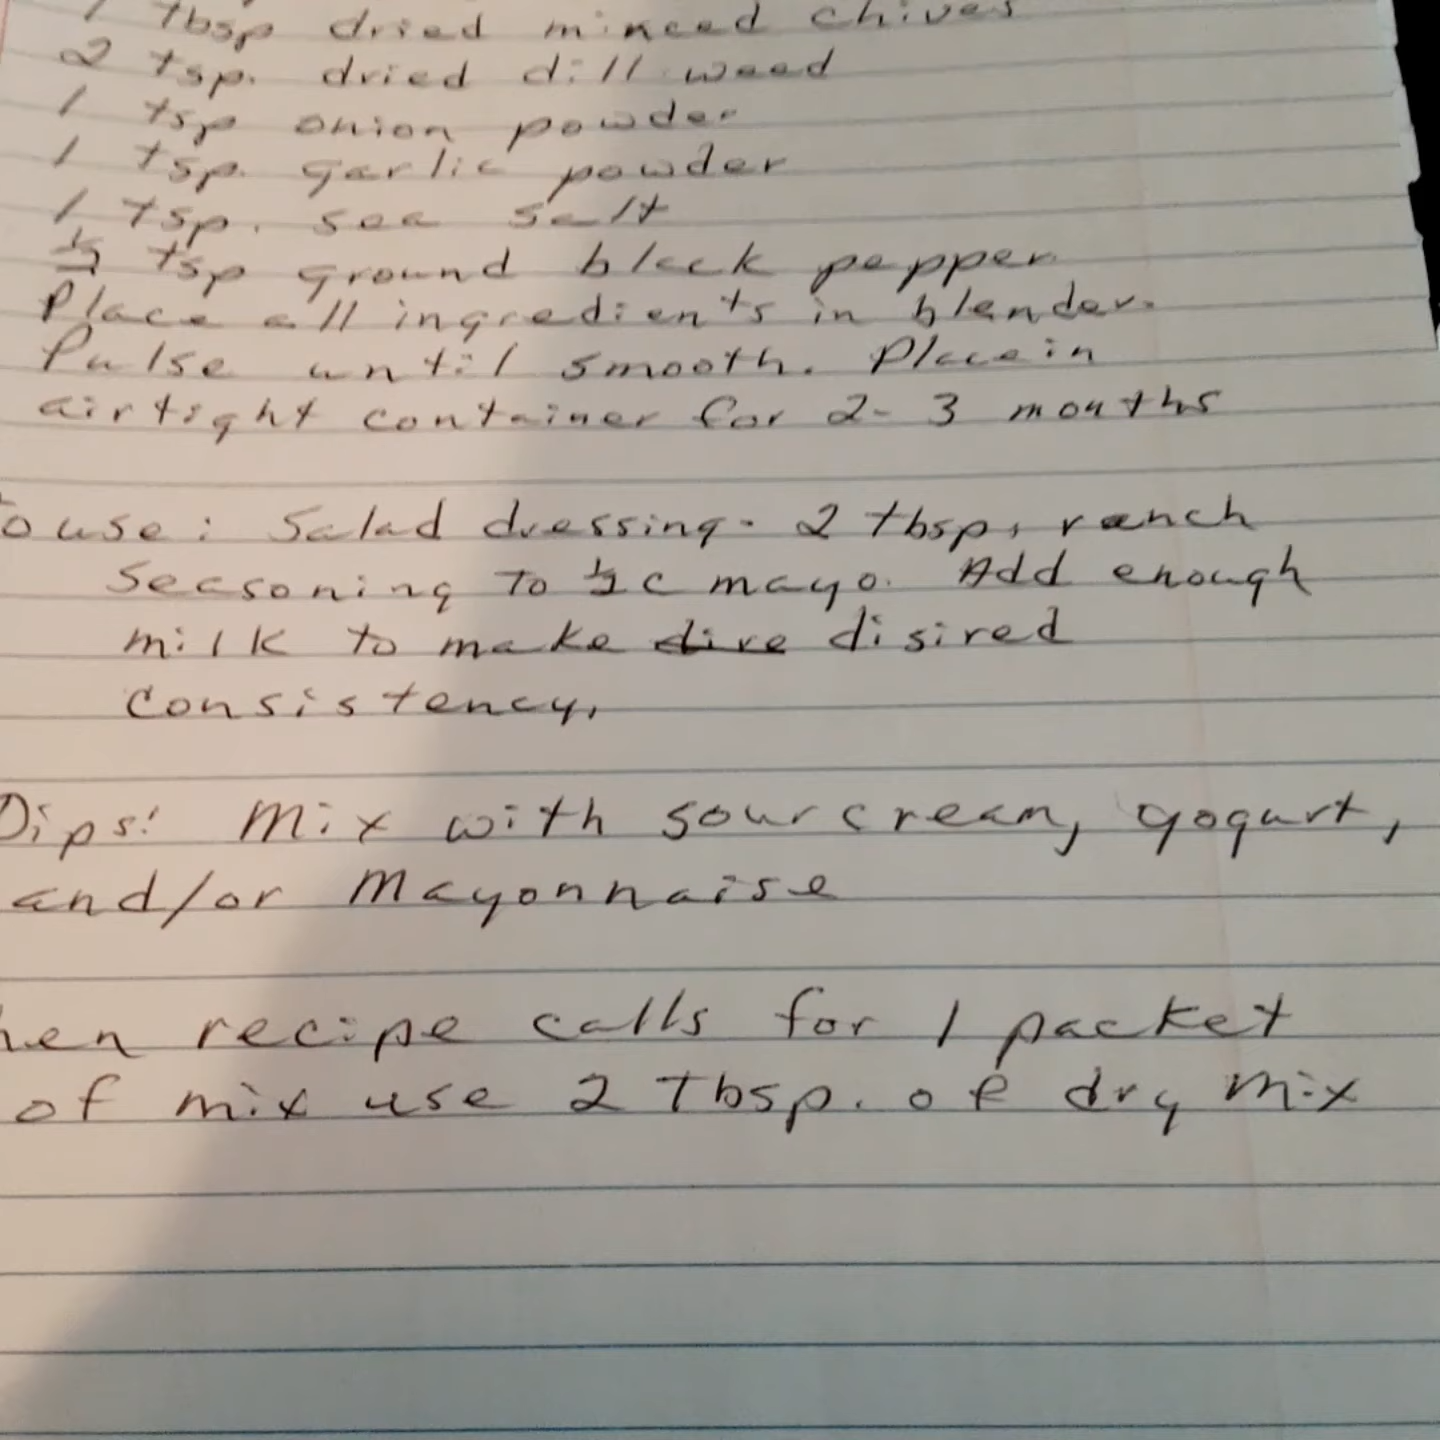 1 tbsp dried minced chives
2 tsp. dried dill weed
1 tsp onion powder
1 tsp. garlic powder
1 tsp. sea salt
½ tsp ground black pepper
Place all ingredients in blender.
Pulse until smooth. Place in
airtight container for 2-3 months
o use: Salad dressing - 2 tbsp, ranch
seasoning To ½ c mayo. Add enough
milk to make disired
consistency,
Dips: Mix with sour cream, yogurt,
and/or Mayonnaise
hen recipe calls for 1 packet
of mix use 2 Tbsp. of dry mix